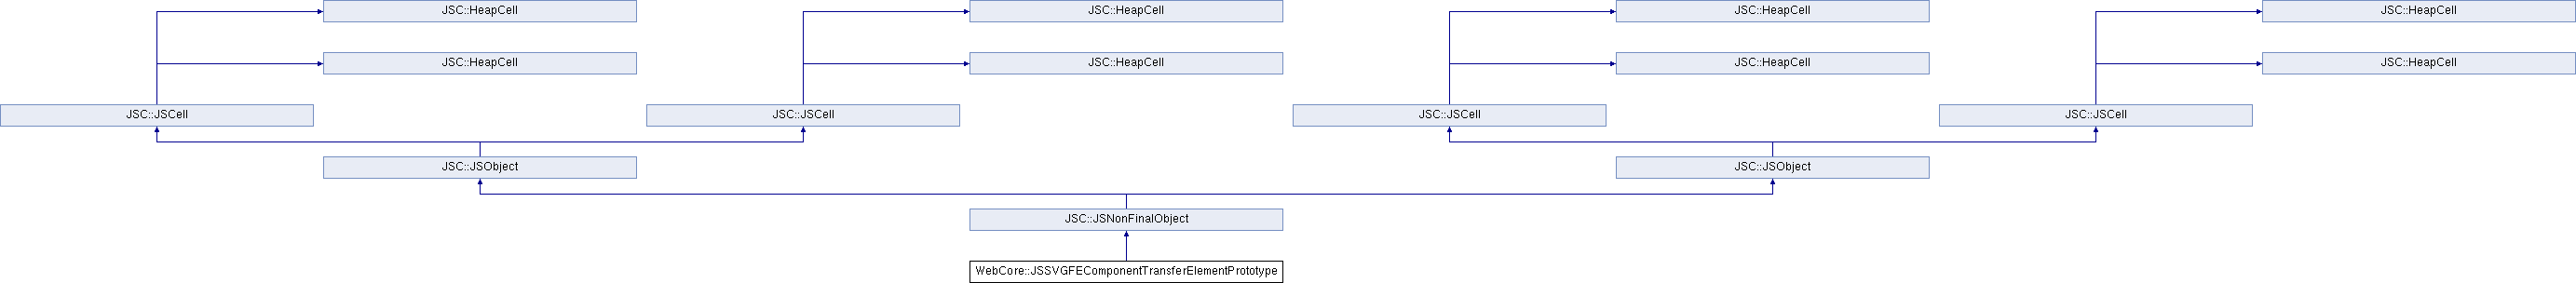 JSC::HeapCell JSC::HeapCell JSC::HeapCell JSC::HeapCell
JSC::HeapCell JSC::HeapCell JSC::HeapCell JSC::HeapCell
JSC::JSCell JSC::JSCell JSC::JSCell JSC::JSCell
JSC::JSObject JSC::JSObject
JSC::JSNonFinalObject
WebCore::JSSVGFEComponentTransferElementPrototype